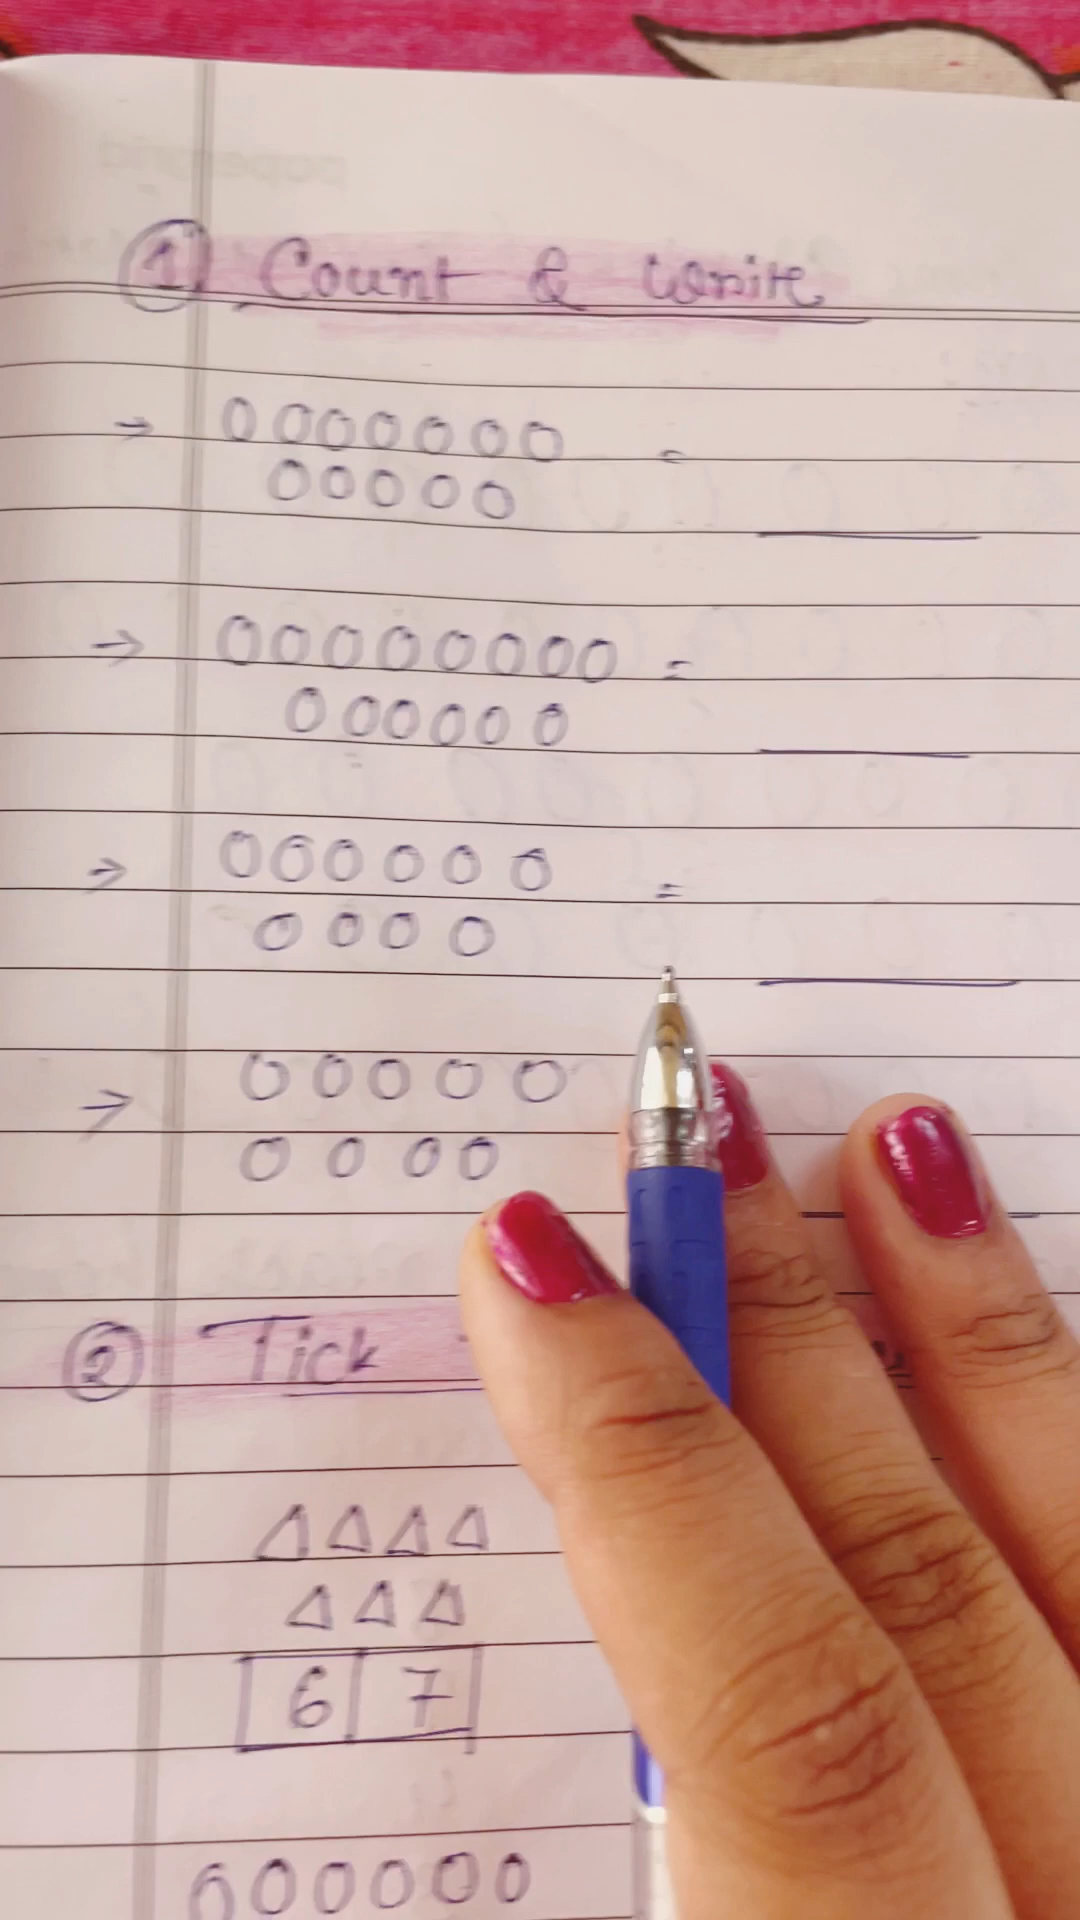 ① Count & Write
→ =
→ =
→ =
→
② Tick
6 7